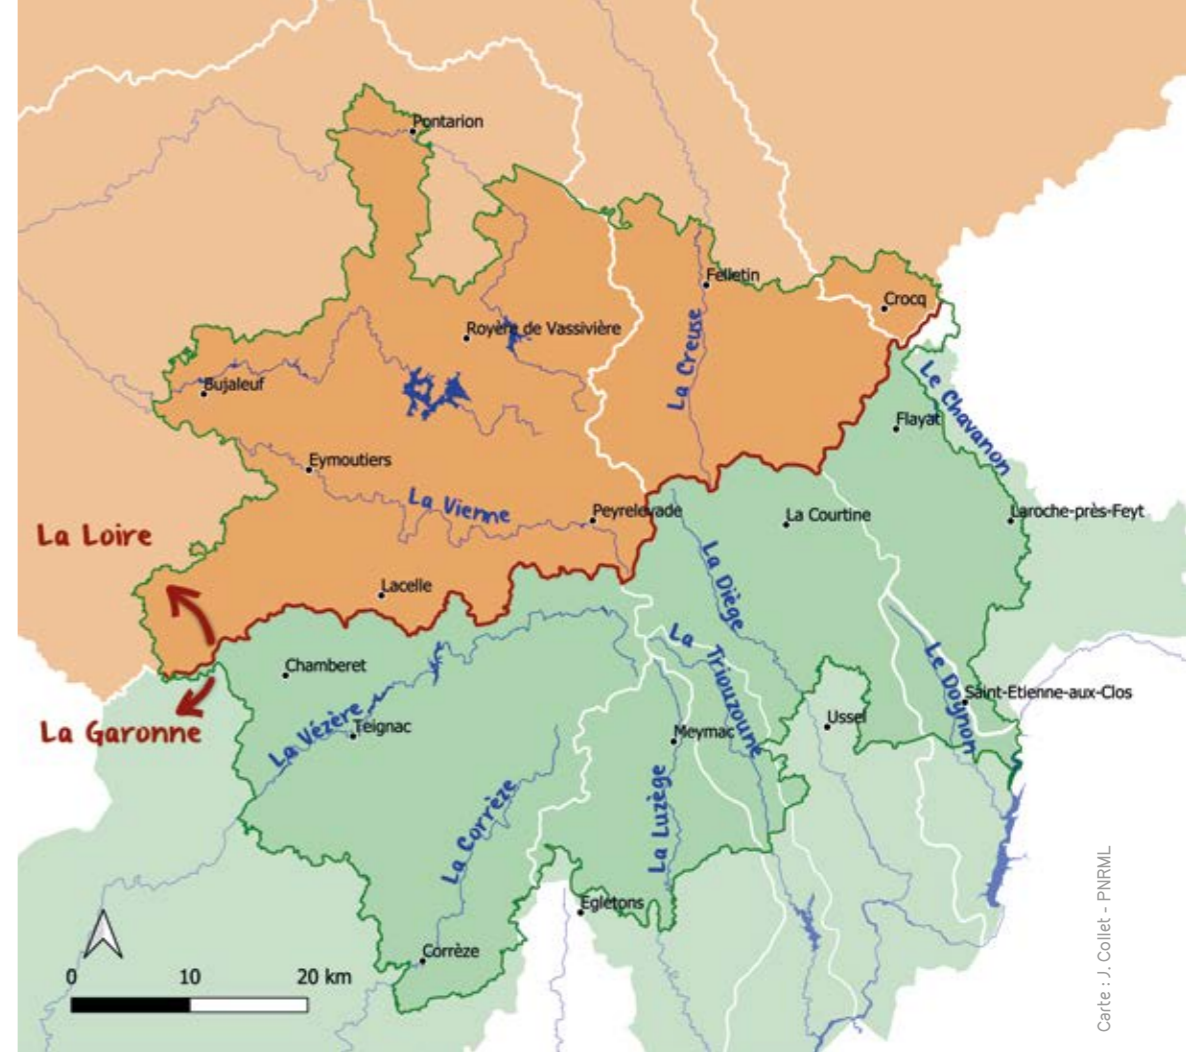 Pontarion
Felletin
Crocq
Royère de Vassivière
La Creuse
Bujaleuf
Le Chavanon
Flayat
Eymoutiers
La Vienne
Peyrelevade
La Courtine
Laroche-près-Feyt
La Loire
Lacelle
La Diège
Chamberet
La Triouzoune
Le Dognon
Saint-Etienne-aux-Clos
La Garonne
La Vézère
Teignac
Meymac
Ussel
La Corrèze
La Luzège
Egletons
Corrèze
0 10 20 km
Carte : J. Collet - PNRML